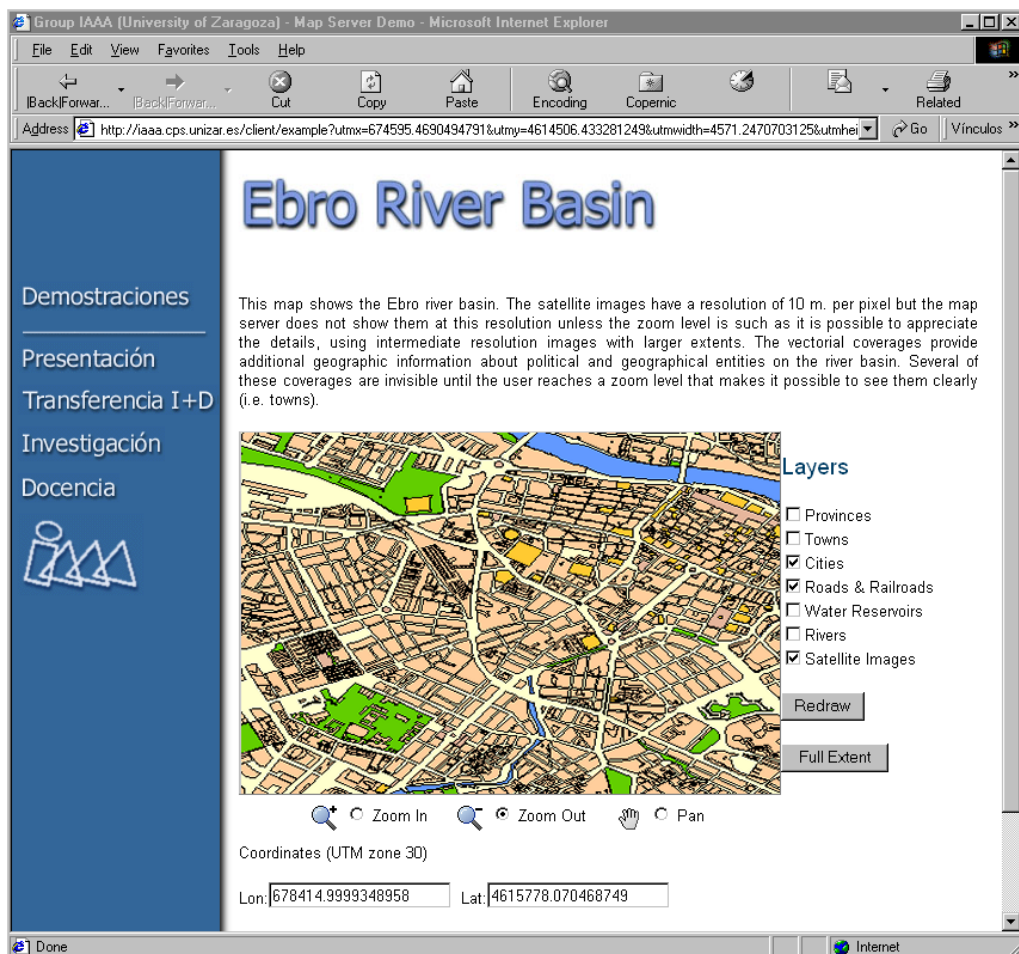 Group IAAA (University of Zaragoza) - Map Server Demo - Microsoft Internet Explorer
File Edit View Favorites Tools Help
|Back|Forwar... |Back|Forwar... Cut Copy Paste Encoding Copernic Related
Address http://iaaa.cps.unizar.es/client/example?utmx=674595.4690494791&utmy=4614506.433281249&utmwidth=4571.2470703125&utmhei Go Vínculos »
Ebro River Basin
Demostraciones
Presentación
Transferencia I+D
Investigación
Docencia
IAAA
This map shows the Ebro river basin. The satellite images have a resolution of 10 m. per pixel but the map
server does not show them at this resolution unless the zoom level is such as it is possible to appreciate
the details, using intermediate resolution images with larger extents. The vectorial coverages provide
additional geographic information about political and geographical entities on the river basin. Several of
these coverages are invisible until the user reaches a zoom level that makes it possible to see them clearly
(i.e. towns).
Layers
Provinces
Towns
Cities
Roads & Railroads
Water Reservoirs
Rivers
Satellite Images
Redraw
Full Extent
Zoom In Zoom Out Pan
Coordinates (UTM zone 30)
Lon: 678414.9999348958 Lat: 4615778.070468749
Done Internet